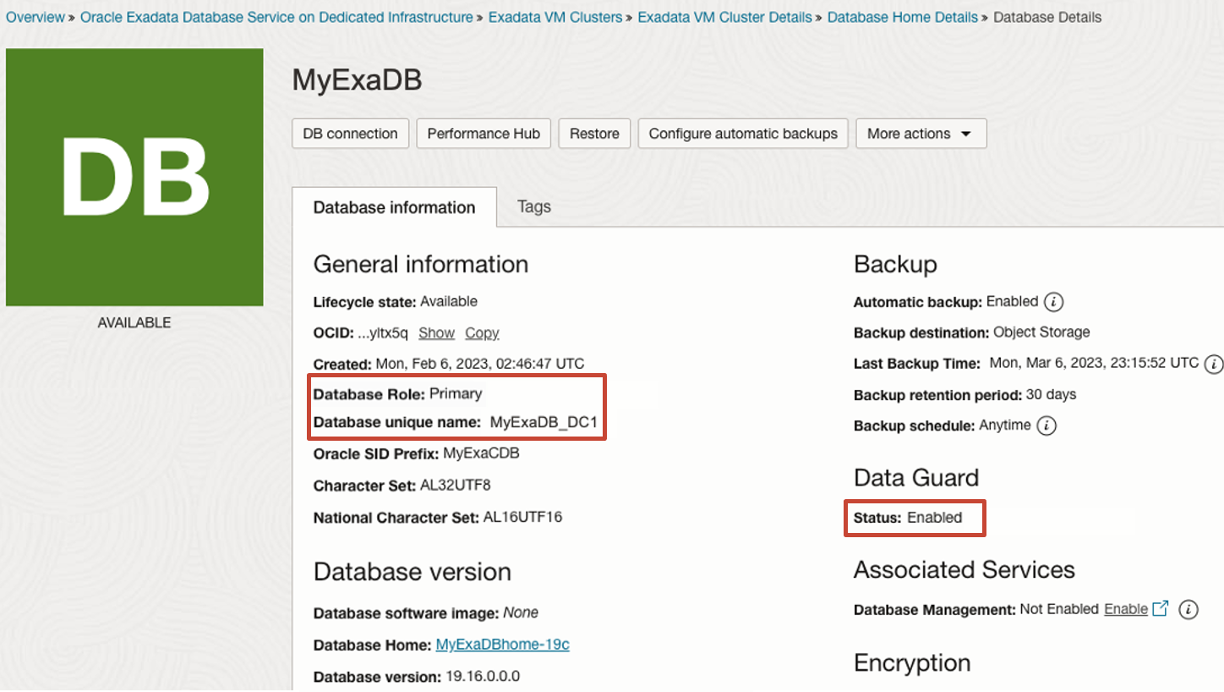 Overview » Oracle Exadata Database Service on Dedicated Infrastructure » Exadata VM Clusters » Exadata VM Cluster Details » Database Home Details » Database Details
DB
AVAILABLE
MyExaDB
DB connection
Performance Hub
Restore
Configure automatic backups
More actions
Database information
Tags
General information
Lifecycle state: Available
OCID: ...yltx5q Show Copy
Created: Mon, Feb 6, 2023, 02:46:47 UTC
Database Role: Primary
Database unique name: MyExaDB_DC1
Oracle SID Prefix: MyExaCDB
Character Set: AL32UTF8
National Character Set: AL16UTF16
Database version
Database software image: None
Database Home: MyExaDBhome-19c
Database version: 19.16.0.0.0
Backup
Automatic backup: Enabled
Backup destination: Object Storage
Last Backup Time: Mon, Mar 6, 2023, 23:15:52 UTC
Backup retention period: 30 days
Backup schedule: Anytime
Data Guard
Status: Enabled
Associated Services
Database Management: Not Enabled Enable
Encryption